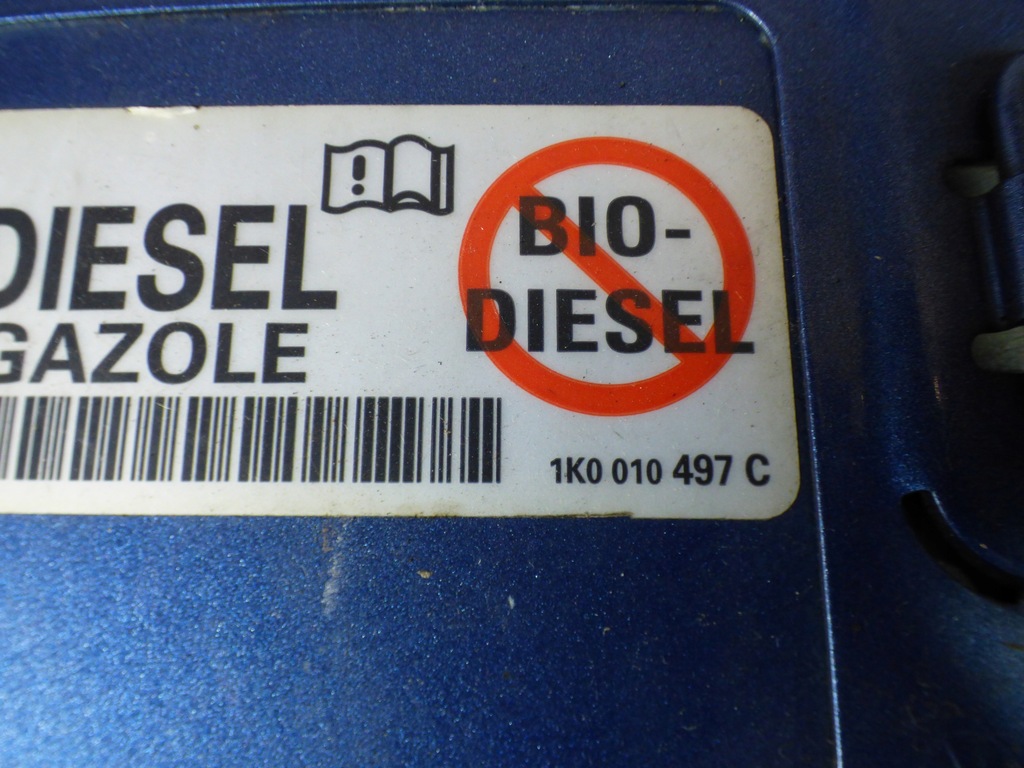 DIESEL
GAZOLE
BIO-
DIESEL
1K0 010 497 C